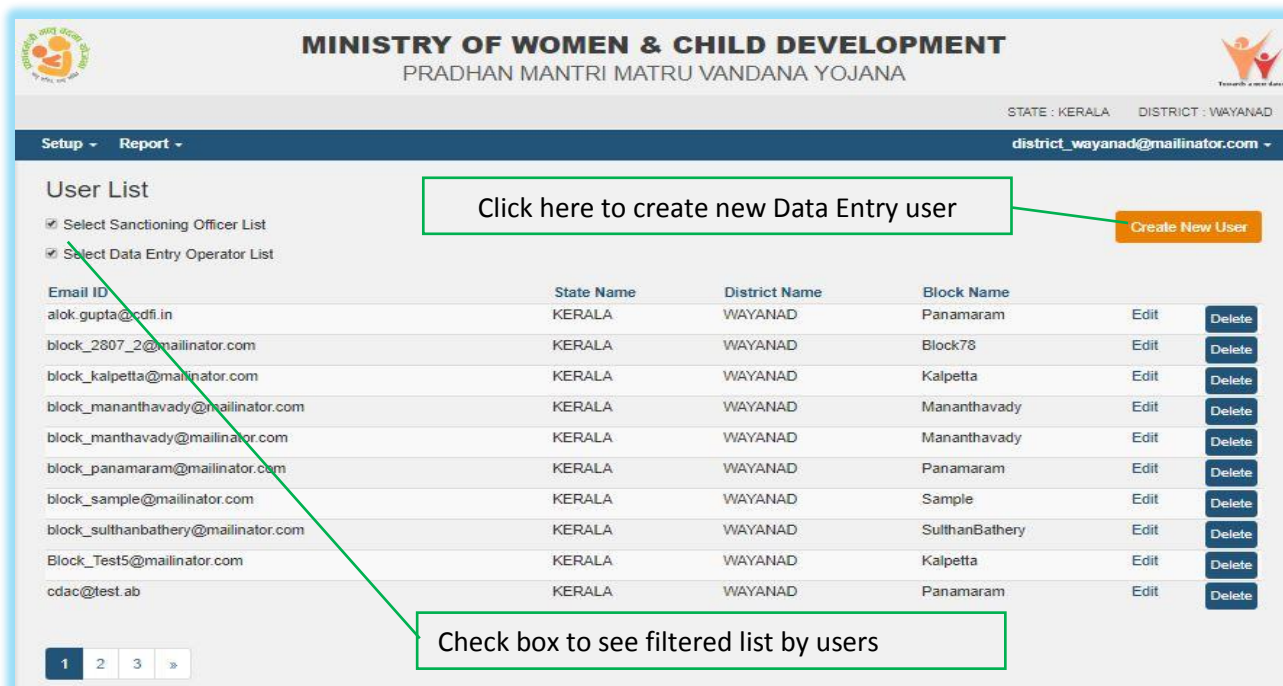 MINISTRY OF WOMEN & CHILD DEVELOPMENT
PRADHAN MANTRI MATRU VANDANA YOJANA
STATE : KERALA DISTRICT : WAYANAD
Setup Report district_wayanad@mailinator.com
User List
Click here to create new Data Entry user
Select Sanctioning Officer List
Create New User
Select Data Entry Operator List
Email ID State Name District Name Block Name
alok.gupta@cdfi.in KERALA WAYANAD Panamaram Edit Delete
block_2807_2@mailinator.com KERALA WAYANAD Block78 Edit Delete
block_kalpetta@mailinator.com KERALA WAYANAD Kalpetta Edit Delete
block_mananthavady@mailinator.com KERALA WAYANAD Mananthavady Edit Delete
block_manthavady@mailinator.com KERALA WAYANAD Mananthavady Edit Delete
block_panamaram@mailinator.com KERALA WAYANAD Panamaram Edit Delete
block_sample@mailinator.com KERALA WAYANAD Sample Edit Delete
block_sulthanbathery@mailinator.com KERALA WAYANAD SulthanBathery Edit Delete
Block_Test5@mailinator.com KERALA WAYANAD Kalpetta Edit Delete
cdac@test.ab KERALA WAYANAD Panamaram Edit Delete
Check box to see filtered list by users
1 2 3 »